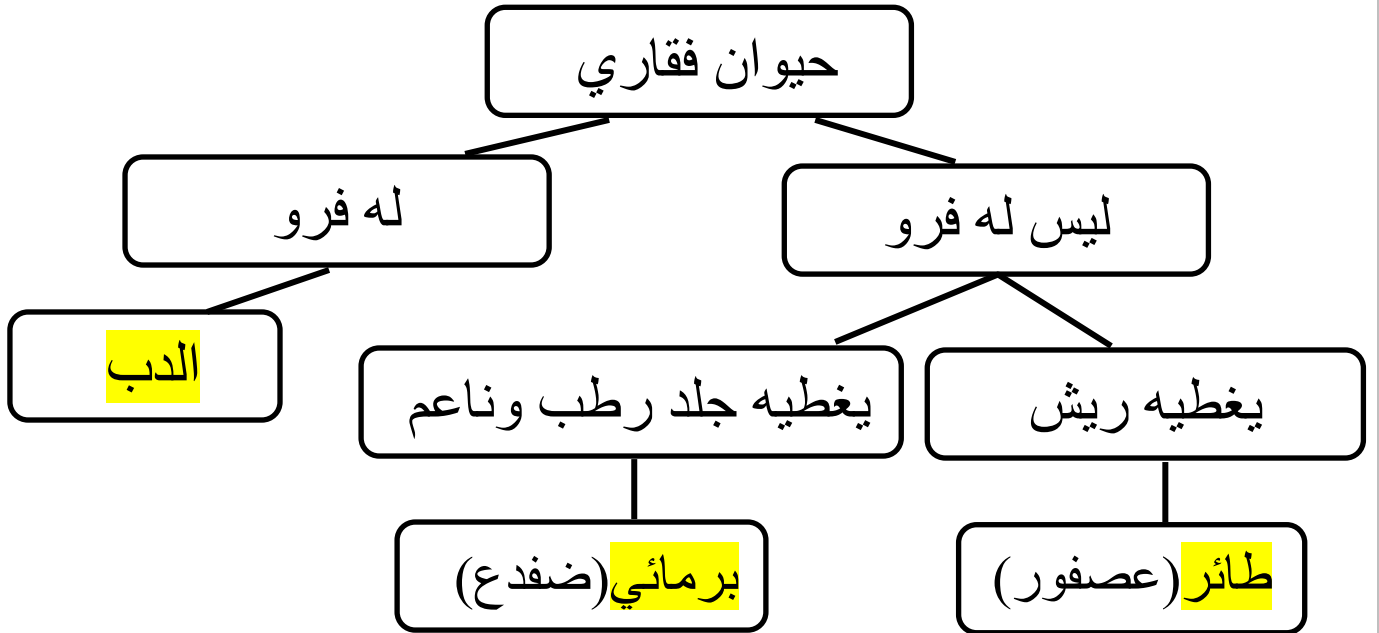 حيوان فقاري
ليس له فرو
له فرو
يغطيه ريش
يغطيه جلد رطب وناعم
الدب
طائر(عصفور)
برمائي(ضفدع)